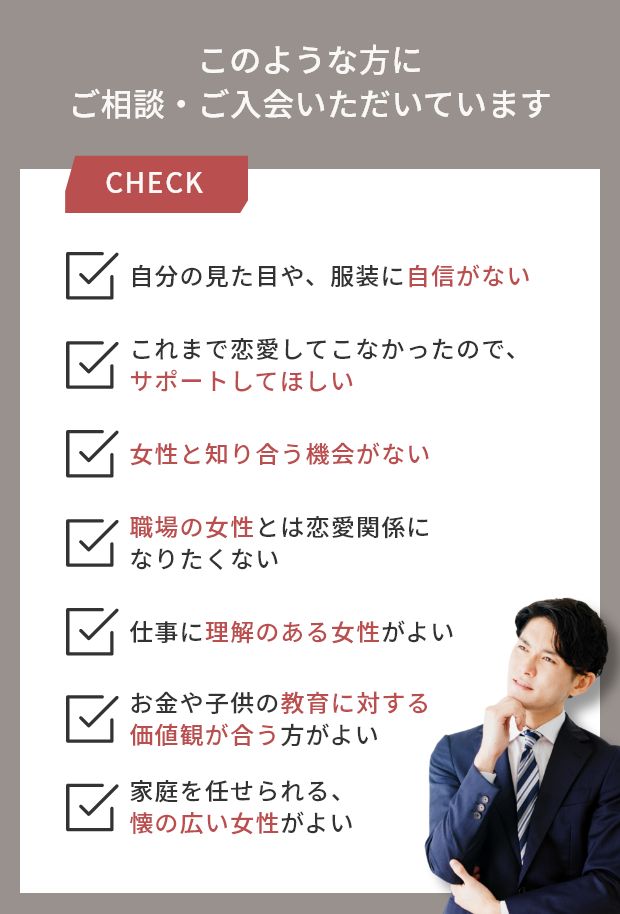 このような方に
ご相談・ご入会いただいています
CHECK
自分の見た目や、服装に自信がない
これまで恋愛してこなかったので、
サポートしてほしい
女性と知り合う機会がない
職場の女性とは恋愛関係に
なりたくない
仕事に理解のある女性がよい
お金や子供の教育に対する
価値観が合う方がよい
家庭を任せられる、
懐の広い女性がよい